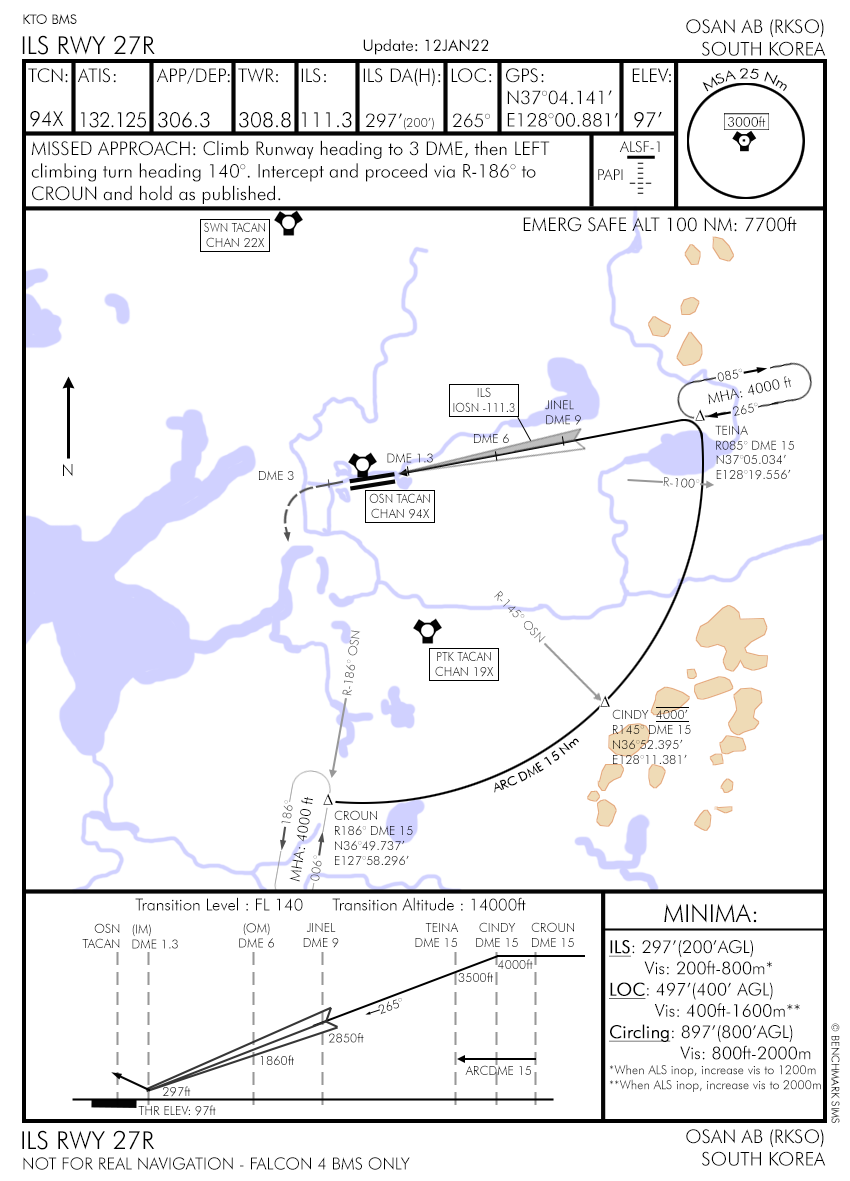 KTO BMS
ILS RWY 27R
Update: 12JAN22
OSAN AB (RKSO)
SOUTH KOREA
TCN:
94X
ATIS:
132.125
APP/DEP:
306.3
TWR:
308.8
ILS:
111.3
ILS DA(H):
297'(200')
LOC:
265°
GPS:
N37°04.141'
E128°00.881'
ELEV:
97'
MSA 25 Nm
3000ft
MISSED APPROACH: Climb Runway heading to 3 DME, then LEFT
climbing turn heading 140°. Intercept and proceed via R-186° to
CROUN and hold as published.
ALSF-1
PAPI
SWN TACAN
CHAN 22X
EMERG SAFE ALT 100 NM: 7700ft
N
085°
MHA: 4000 ft
265°
ILS
IOSN -111.3
JINEL
DME 9
DME 6
DME 1.3
DME 3
OSN TACAN
CHAN 94X
TEINA
R085° DME 15
N37°05.034'
E128°19.556'
R-100°
R-145° OSN
R-186° OSN
PTK TACAN
CHAN 19X
CINDY 4000'
R145° DME 15
N36°52.395'
E128°11.381'
ARC DME 15 Nm
186°
MHA: 4000 ft
006°
CROUN
R186° DME 15
N36°49.737'
E127°58.296'
Transition Level : FL 140
Transition Altitude : 14000ft
OSN
TACAN
(IM)
DME 1.3
(OM)
DME 6
JINEL
DME 9
TEINA
DME 15
CINDY
DME 15
CROUN
DME 15
4000ft
3500ft
265°
2850ft
1860ft
ARCDME 15
297ft
THR ELEV: 97ft
MINIMA:
ILS: 297'(200'AGL)
Vis: 200ft-800m*
LOC: 497'(400' AGL)
Vis: 400ft-1600m**
Circling: 897'(800'AGL)
Vis: 800ft-2000m
*When ALS inop, increase vis to 1200m
**When ALS inop, increase vis to 2000m
© BENCHMARK SIMS
ILS RWY 27R
NOT FOR REAL NAVIGATION - FALCON 4 BMS ONLY
OSAN AB (RKSO)
SOUTH KOREA